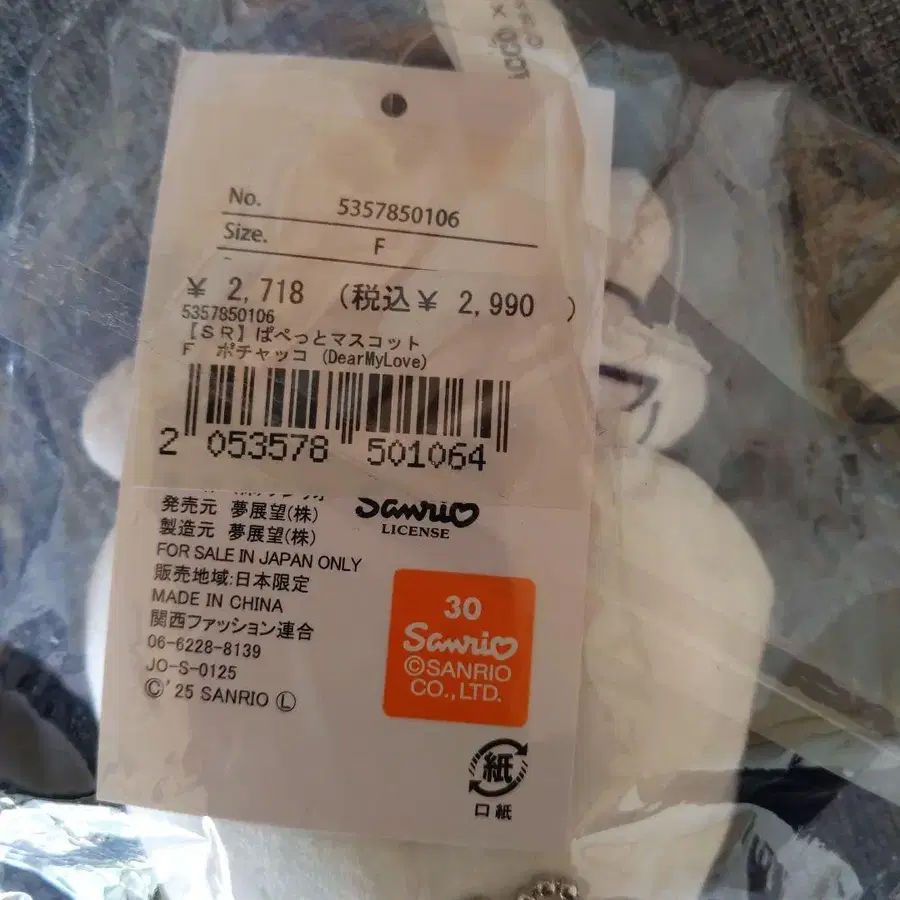 No. 5357850106
Size. F
¥ 2,718 (税込¥ 2,990 )
5357850106
【SR】ぱぺっとマスコット
F ポチャッコ (DearMyLove)
2 053578 501064
発売元 夢展望(株)
製造元 夢展望(株)
FOR SALE IN JAPAN ONLY
販売地域:日本限定
MADE IN CHINA
関西ファッション連合
06-6228-8139
JO-S-0125
©'25 SANRIO Ⓛ
Sanrio
LICENSE
30
Sanrio
©SANRIO
CO.,LTD.
紙
口紙